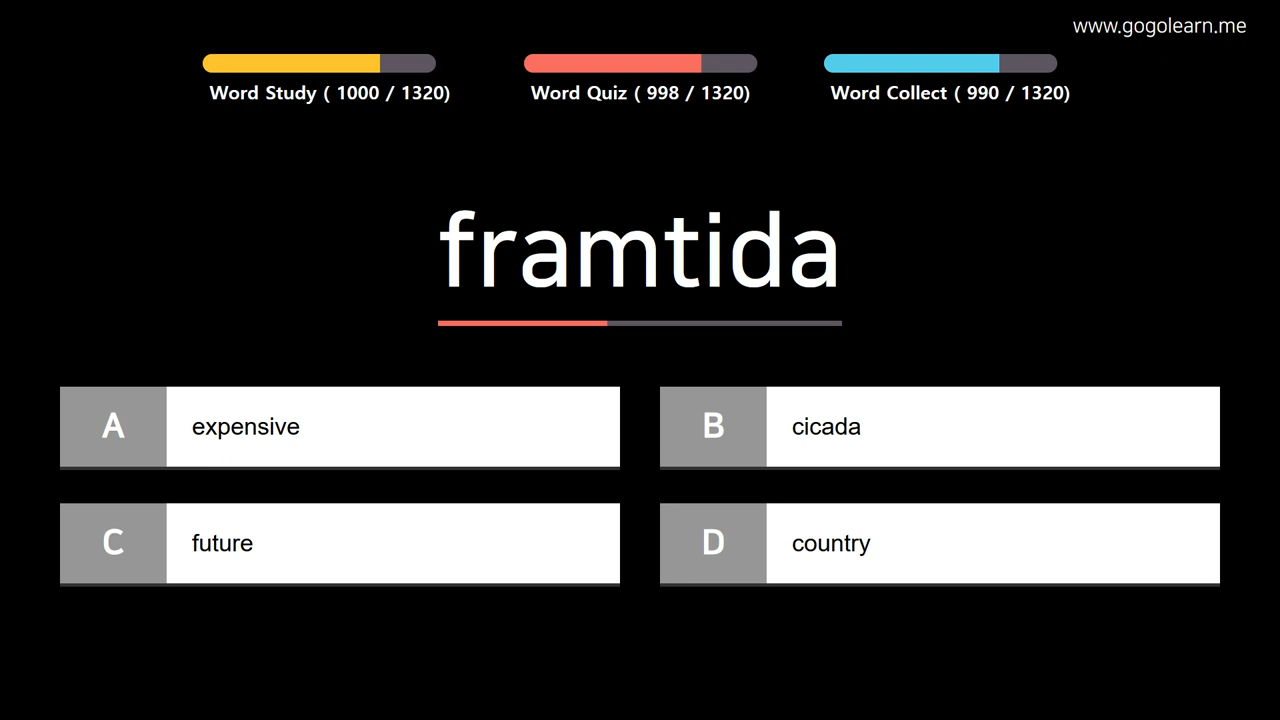 www.gogolearn.me
Word Study ( 1000 / 1320)
Word Quiz ( 998 / 1320)
Word Collect ( 990 / 1320)
framtida
A expensive
B cicada
C future
D country